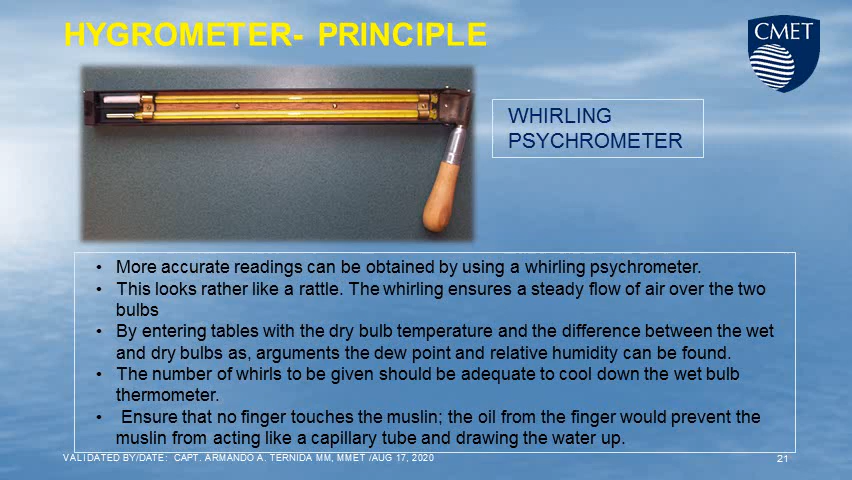 HYGROMETER- PRINCIPLE
CMET
WHIRLING
PSYCHROMETER
• More accurate readings can be obtained by using a whirling psychrometer.
• This looks rather like a rattle. The whirling ensures a steady flow of air over the two
bulbs
• By entering tables with the dry bulb temperature and the difference between the wet
and dry bulbs as, arguments the dew point and relative humidity can be found.
• The number of whirls to be given should be adequate to cool down the wet bulb
thermometer.
• Ensure that no finger touches the muslin; the oil from the finger would prevent the
muslin from acting like a capillary tube and drawing the water up.
VALIDATED BY/DATE: CAPT. ARMANDO A. TERNIDA MM, MMET /AUG 17, 2020
21